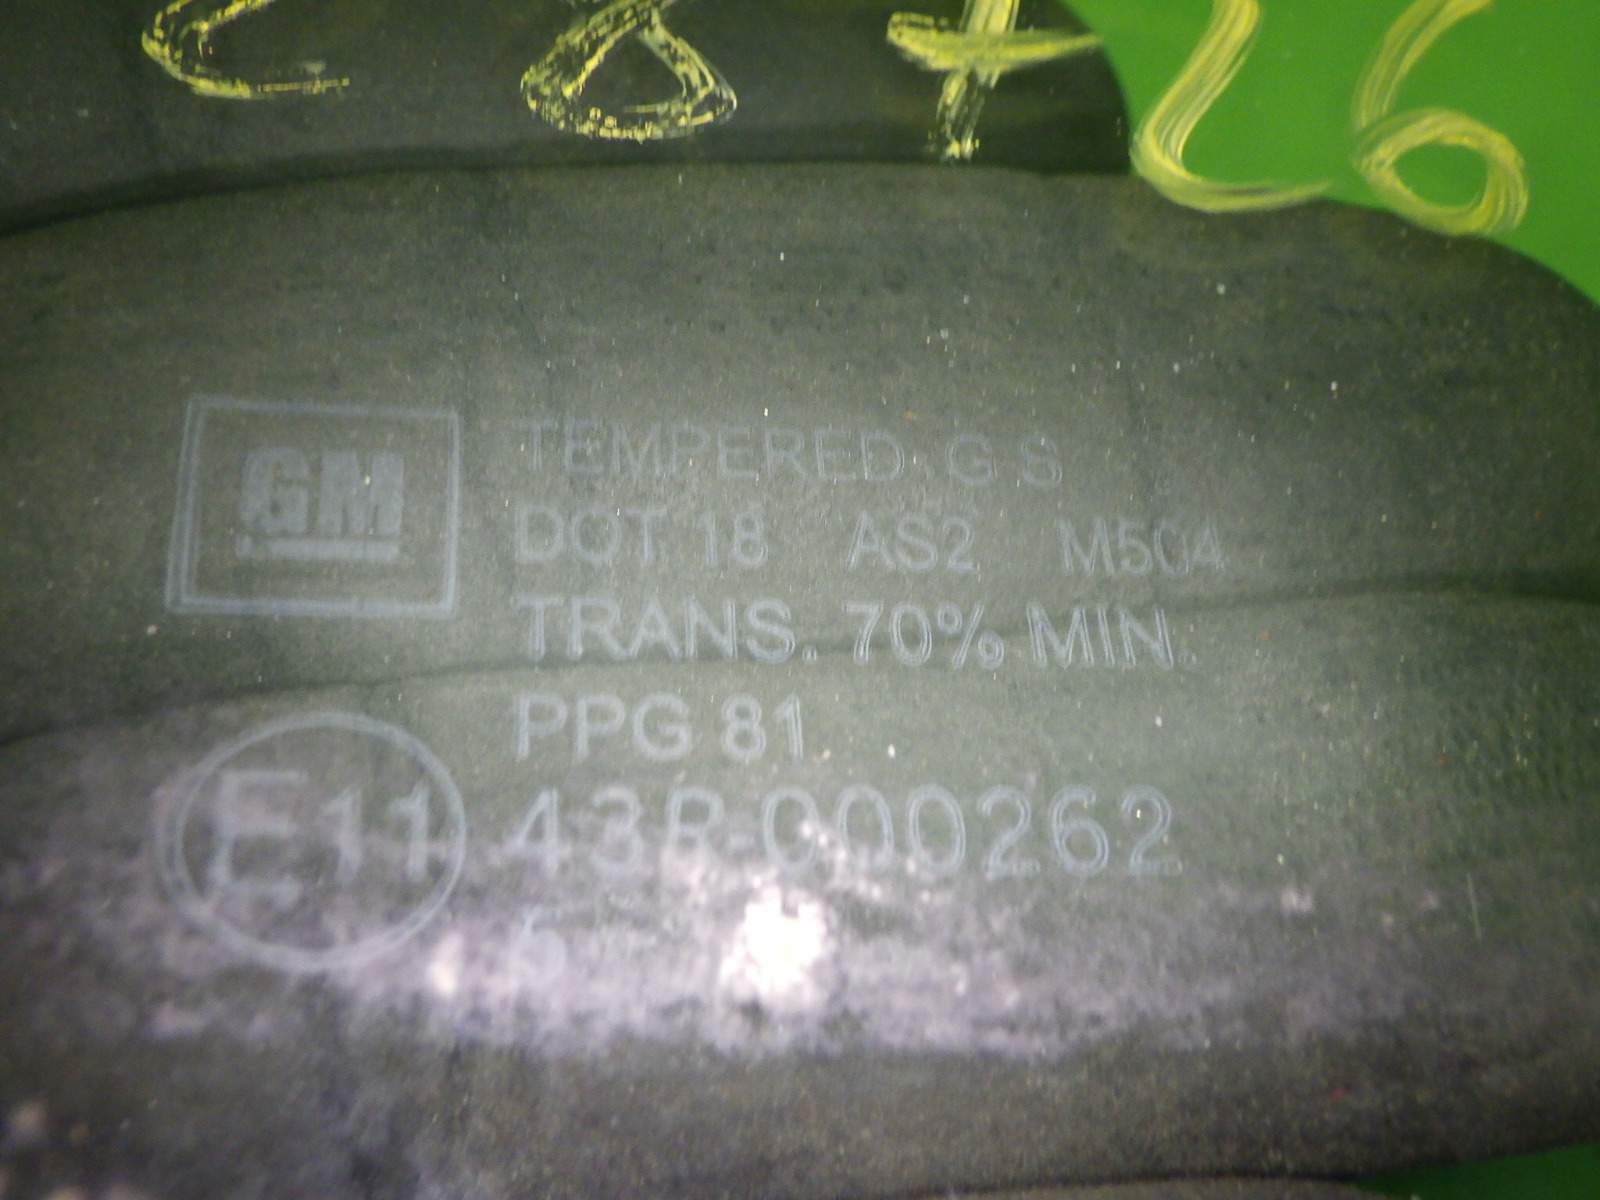 GM
TEMPERED G S
DOT 18 AS2 M504
TRANS. 70% MIN.
PPG 81
E11 43R-000262